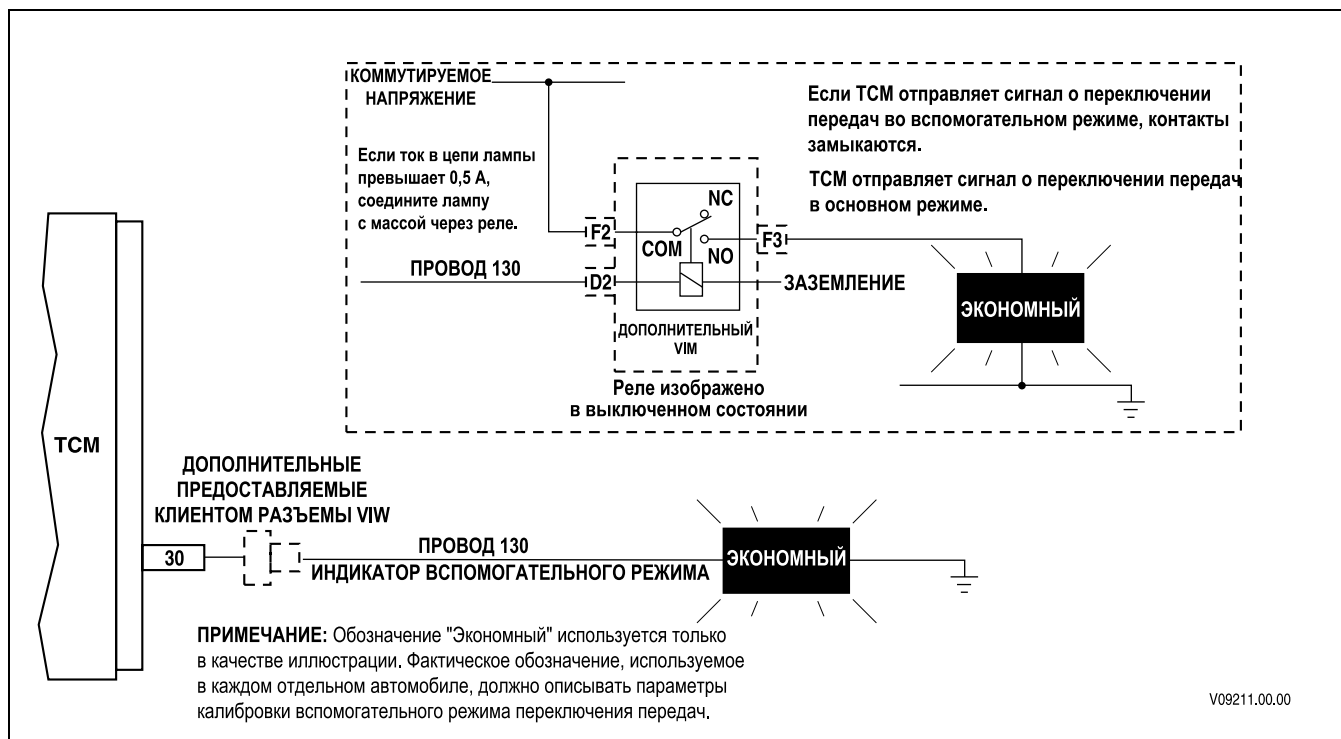 КОММУТИРУЕМОЕ
НАПРЯЖЕНИЕ
Если TCM отправляет сигнал о переключении
передач во вспомогательном режиме, контакты
замыкаются.
TCM отправляет сигнал о переключении передач
в основном режиме.
Если ток в цепи лампы
превышает 0,5 А,
соедините лампу
с массой через реле.
NC
F2
COM
NO
F3
ПРОВОД 130
D2
ЗАЗЕМЛЕНИЕ
ЭКОНОМНЫЙ
ДОПОЛНИТЕЛЬНЫЙ
VIM
Реле изображено
в выключенном состоянии
TCM
ДОПОЛНИТЕЛЬНЫЕ
ПРЕДОСТАВЛЯЕМЫЕ
КЛИЕНТОМ РАЗЪЕМЫ VIW
30
ПРОВОД 130
ИНДИКАТОР ВСПОМОГАТЕЛЬНОГО РЕЖИМА
ЭКОНОМНЫЙ
ПРИМЕЧАНИЕ: Обозначение "Экономный" используется только
в качестве иллюстрации. Фактическое обозначение, используемое
в каждом отдельном автомобиле, должно описывать параметры
калибровки вспомогательного режима переключения передач.
V09211.00.00